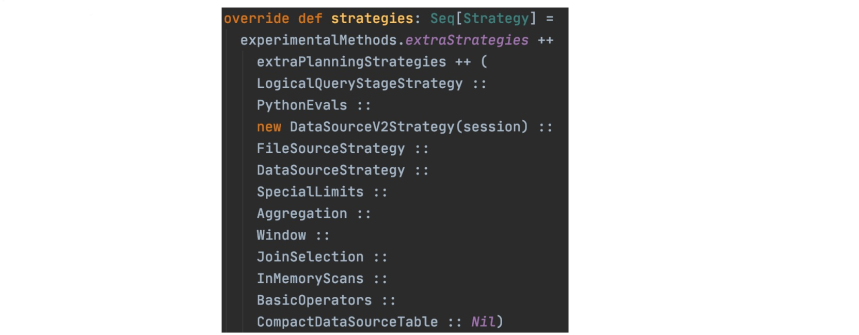 override def strategies: Seq[Strategy] =
experimentalMethods.extraStrategies ++
extraPlanningStrategies ++ (
LogicalQueryStageStrategy ::
PythonEvals ::
new DataSourceV2Strategy(session) ::
FileSourceStrategy ::
DataSourceStrategy ::
SpecialLimits ::
Aggregation ::
Window ::
JoinSelection ::
InMemoryScans ::
BasicOperators ::
CompactDataSourceTable :: Nil)